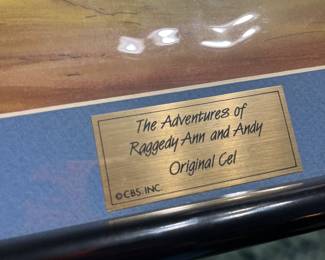 The Adventures of
Raggedy Ann and Andy
Original Cel
©CBS, INC.